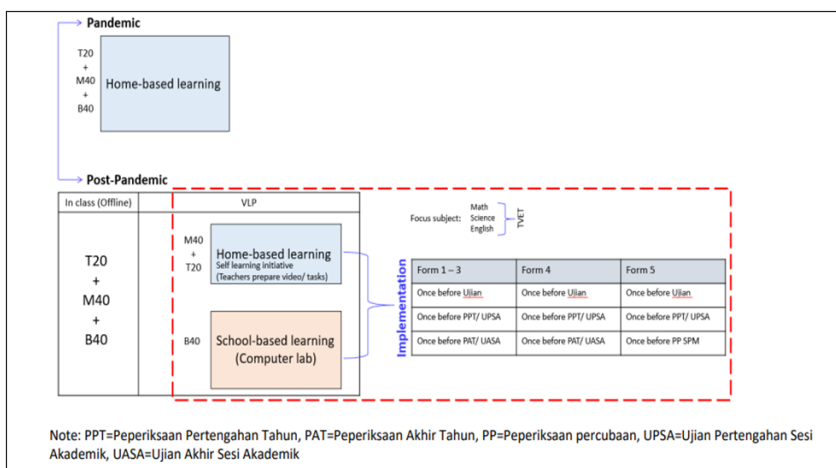 Pandemic
T20
+
M40
+
B40
Home-based learning
Post-Pandemic
In class (Offline)
VLP
T20
+
M40
+
B40
M40
+
T20
Home-based learning
Self learning initiative
(Teachers prepare video/ tasks)
B40
School-based learning
(Computer lab)
Focus subject:
Math
Science
English
TVET
Implementation
Form 1 – 3
Form 4
Form 5
Once before Ujian
Once before Ujian
Once before Ujian
Once before PPT/ UPSA
Once before PPT/ UPSA
Once before PPT/ UPSA
Once before PAT/ UASA
Once before PAT/ UASA
Once before PP SPM
Note: PPT=Peperiksaan Pertengahan Tahun, PAT=Peperiksaan Akhir Tahun, PP=Peperiksaan percubaan, UPSA=Ujian Pertengahan Sesi
Akademik, UASA=Ujian Akhir Sesi Akademik